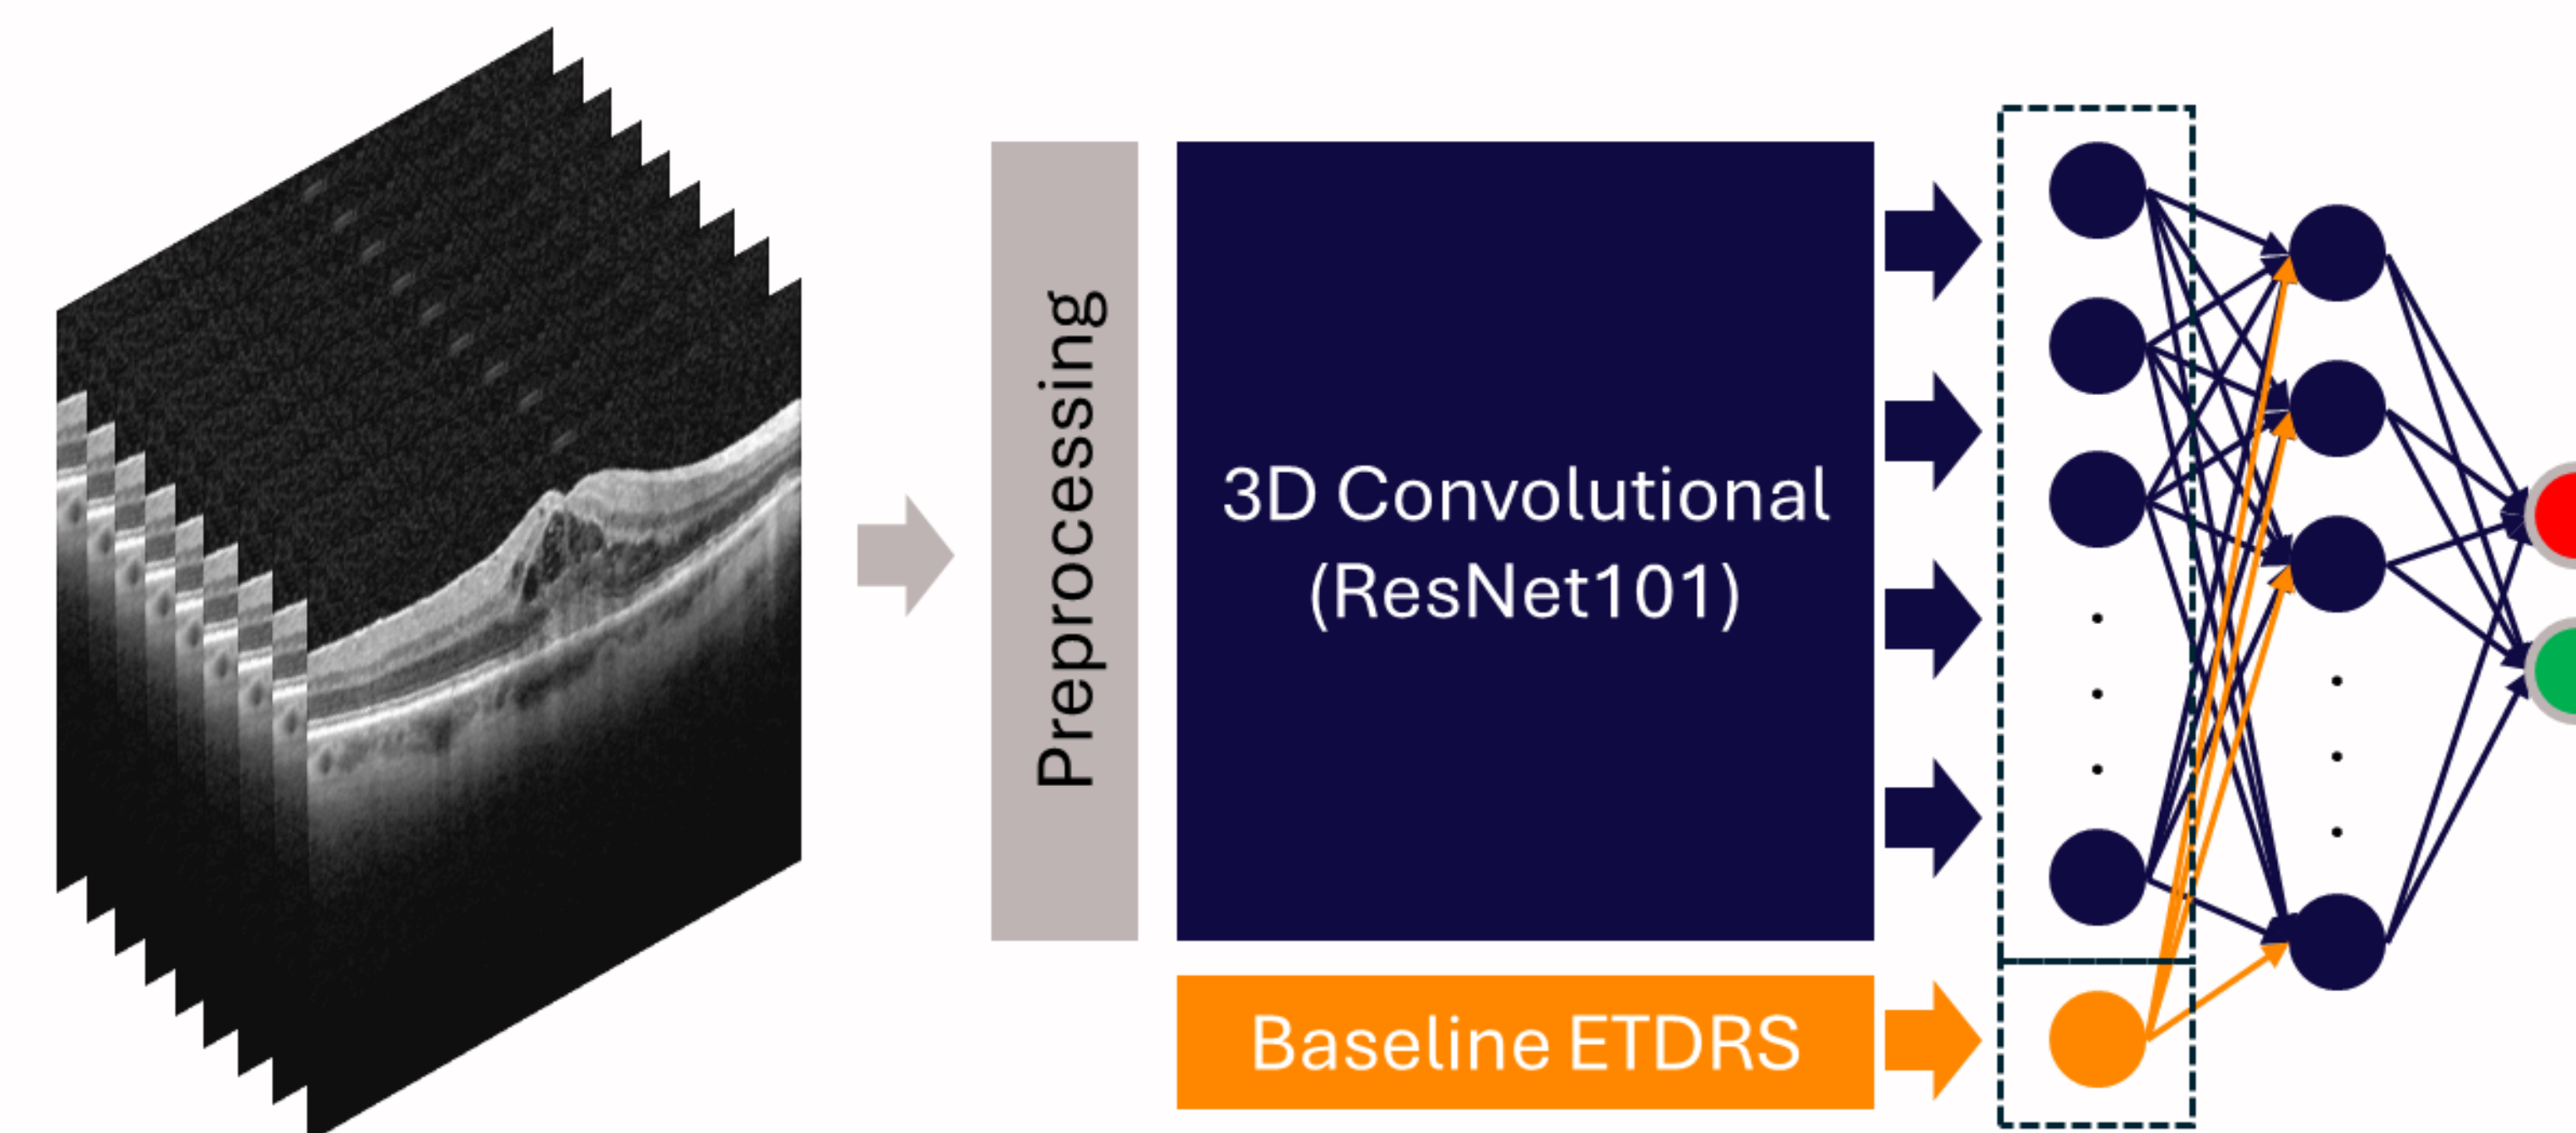 Preprocessing
3D Convolutional
(ResNet101)
Baseline ETDRS